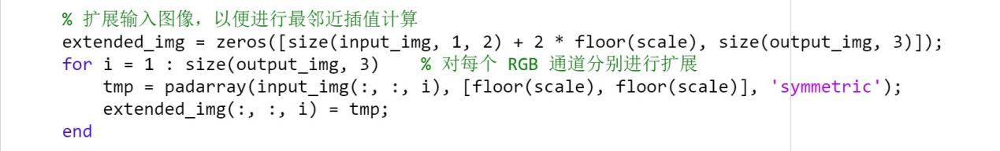 % 扩展输入图像，以便进行最邻近插值计算
extended_img = zeros([size(input_img, 1, 2) + 2 * floor(scale), size(output_img, 3)]);
for i = 1 : size(output_img, 3)    % 对每个 RGB 通道分别进行扩展
    tmp = padarray(input_img(:, :, i), [floor(scale), floor(scale)], 'symmetric');
    extended_img(:, :, i) = tmp;
end